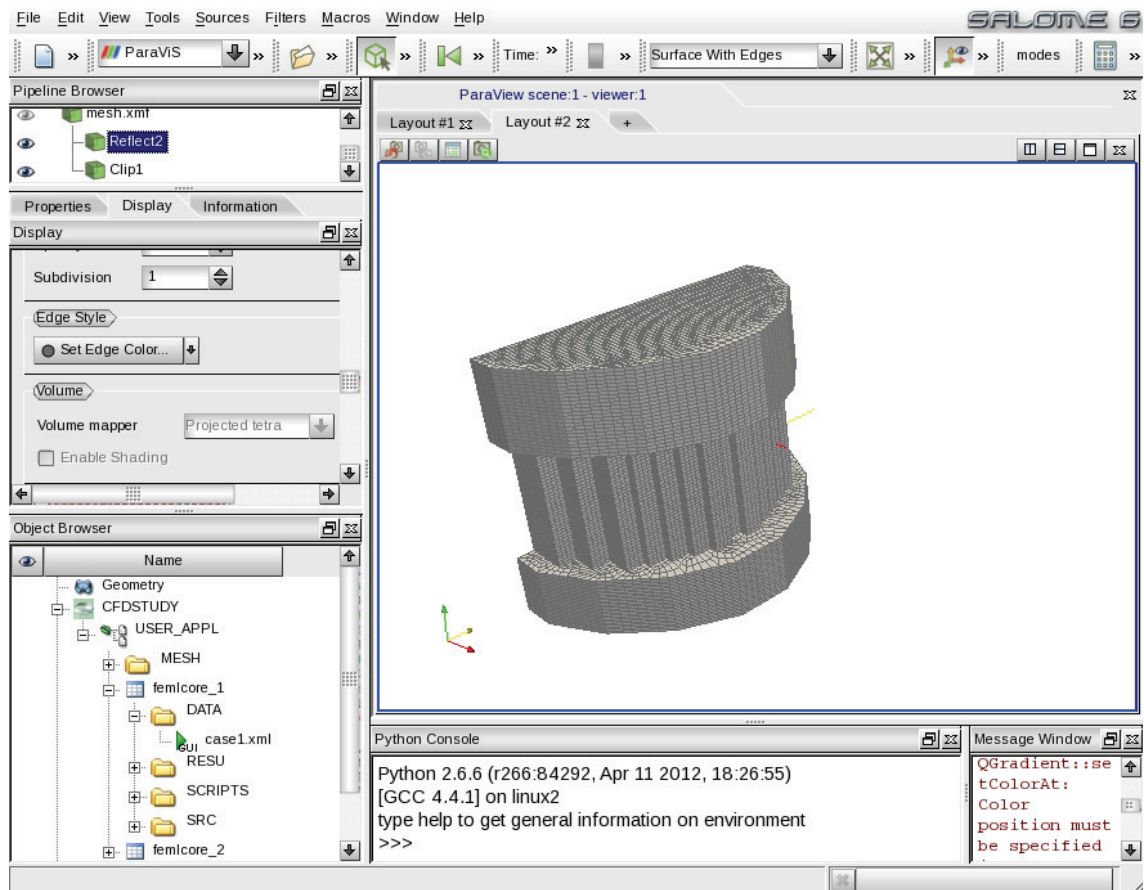 File Edit View Tools Sources Filters Macros Window Help
SALOME 6
» ParaViS » » » » Time: » » Surface With Edges » » modes »
Pipeline Browser
mesh.xmf
Reflect2
Clip1
Properties Display Information
Display
Subdivision 1
Edge Style
Set Edge Color...
Volume
Volume mapper Projected tetra
Enable Shading
Object Browser
Name
Geometry
CFDSTUDY
USER_APPL
MESH
femlcore_1
DATA
GUI case1.xml
RESU
SCRIPTS
SRC
femlcore_2
ParaView scene:1 - viewer:1
Layout #1 Layout #2 +
Python Console
Python 2.6.6 (r266:84292, Apr 11 2012, 18:26:55)
[GCC 4.4.1] on linux2
type help to get general information on environment
>>>
Message Window
QGradient::se
tColorAt:
Color
position must
be specified